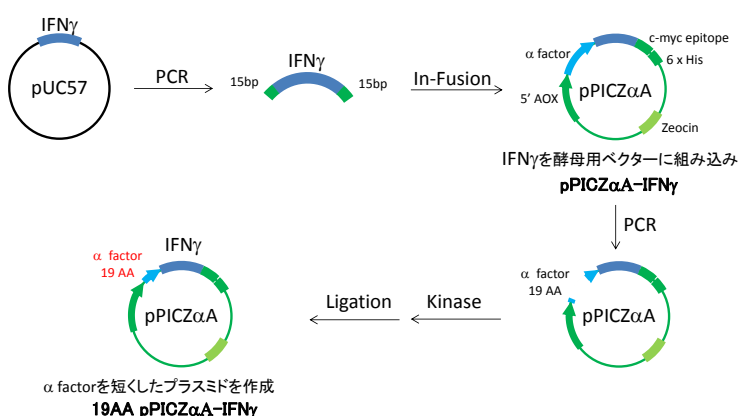 IFNγ
pUC57
PCR
IFNγ
15bp
15bp
In-Fusion
c-myc epitope
α factor
6 x His
5' AOX
pPICZαA
Zeocin
IFNγを酵母用ベクターに組み込み
pPICZαA-IFNγ
PCR
α factor
19 AA
pPICZαA
Kinase
Ligation
IFNγ
α factor
19 AA
pPICZαA
α factorを短くしたプラスミドを作成
19AA pPICZαA-IFNγ